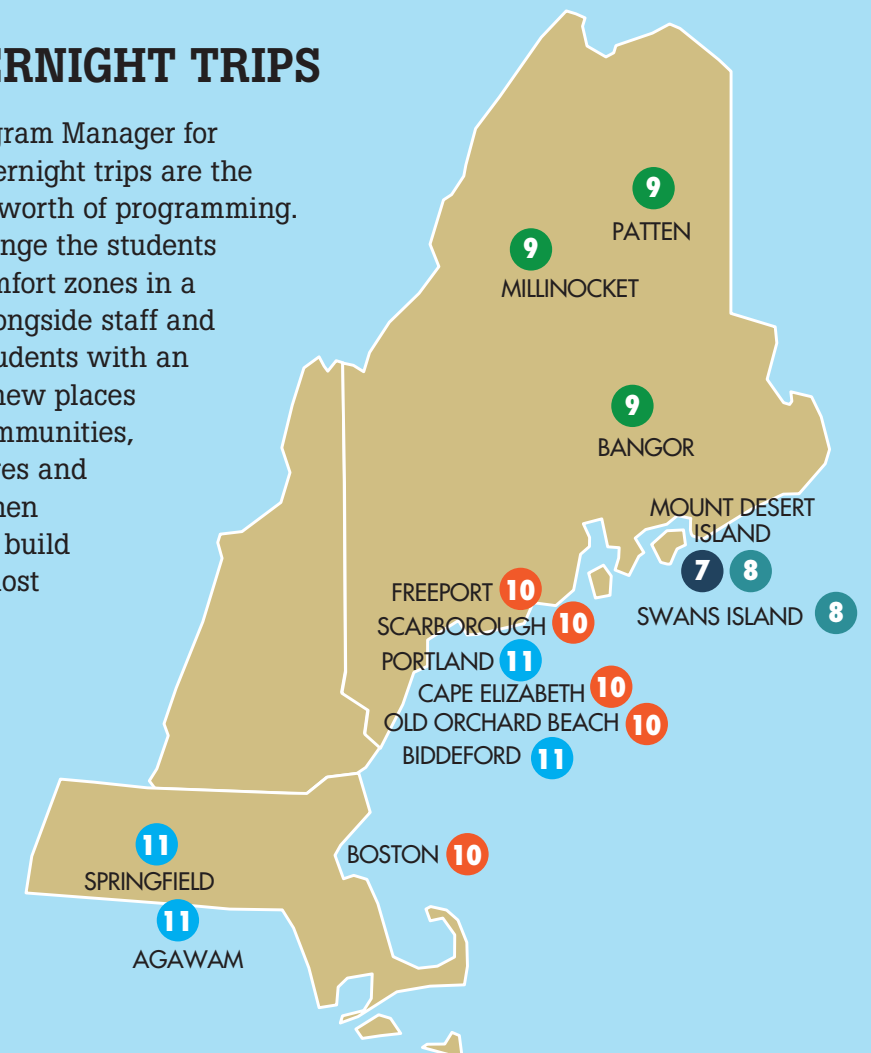 ERNIGHT TRIPS
gram Manager for
ernight trips are the
worth of programming.
nge the students
mfort zones in a
ongside staff and
udents with an
new places
mmunities,
es and
hen
build
ost
9
PATTEN
9
MILLINOCKET
9
BANGOR
MOUNT DESERT
ISLAND
7 8
SWANS ISLAND 8
FREEPORT 10
SCARBOROUGH 10
PORTLAND 11
CAPE ELIZABETH 10
OLD ORCHARD BEACH 10
BIDDEFORD 11
BOSTON 10
11
SPRINGFIELD
11
AGAWAM